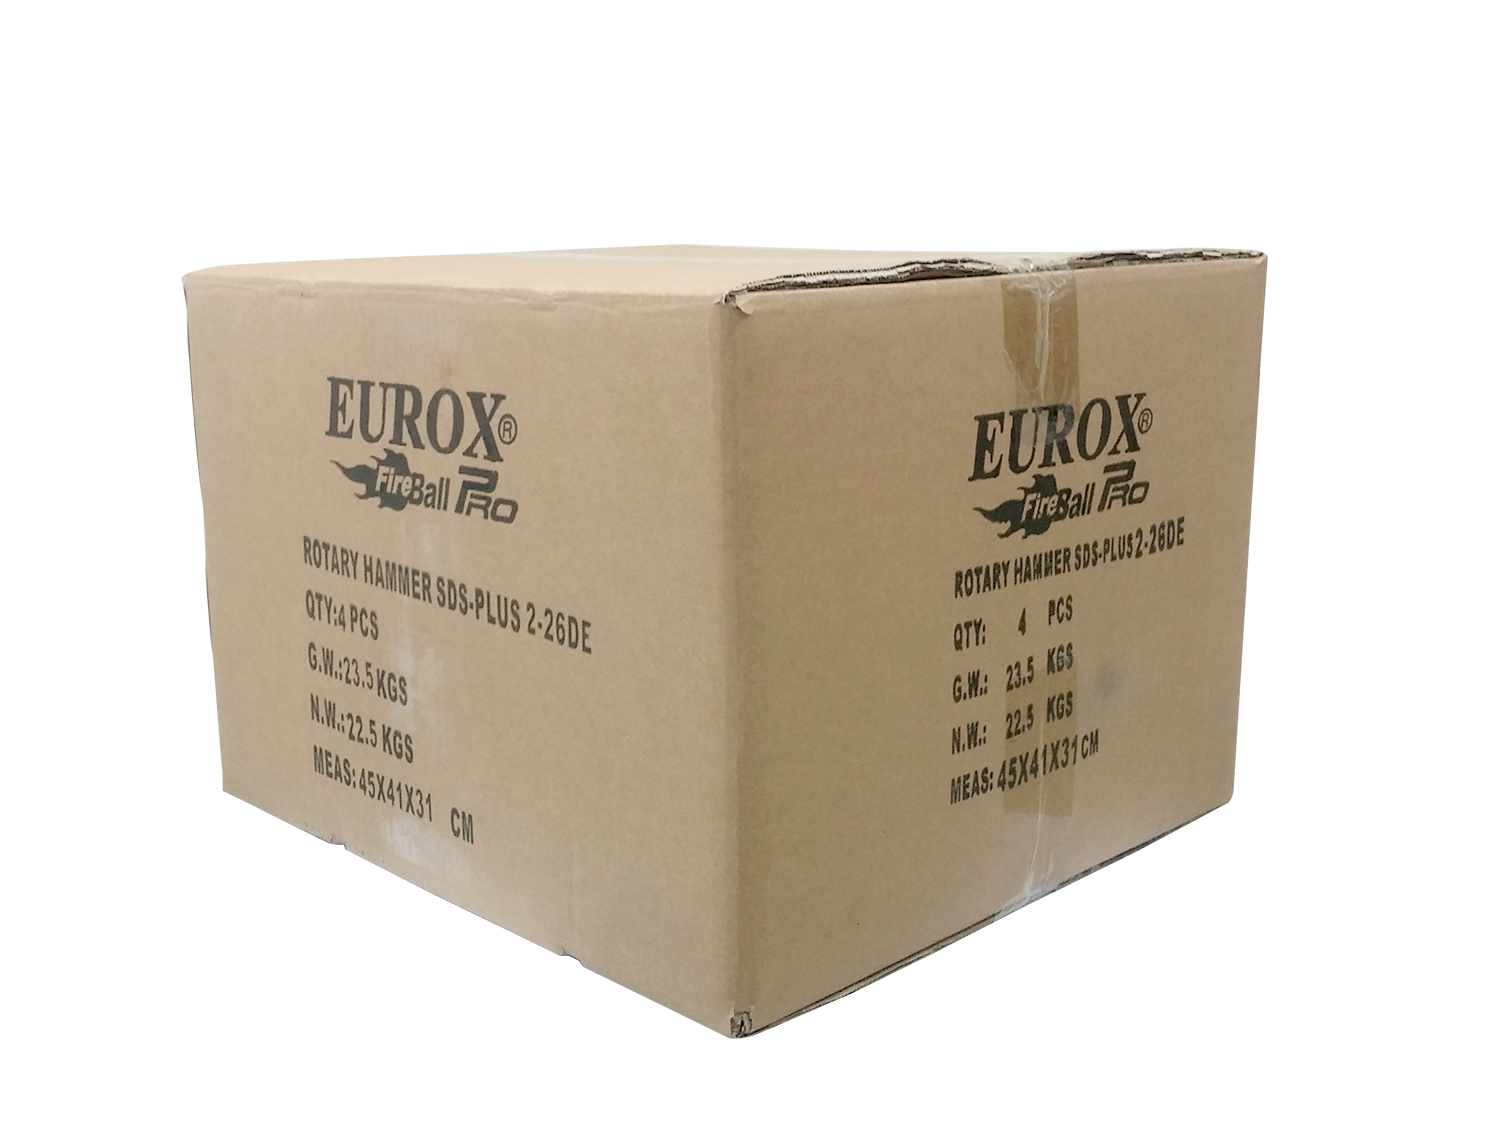 EUROX®
FireBall PRO
ROTARY HAMMER SDS-PLUS 2-26DE
QTY:4 PCS
G.W.:23.5 KGS
N.W.:22.5 KGS
MEAS:45X41X31 CM
EUROX®
FireBall PRO
ROTARY HAMMER SDS-PLUS 2-26DE
QTY: 4 PCS
G.W.: 23.5 KGS
N.W.: 22.5 KGS
MEAS:45X41X31 CM